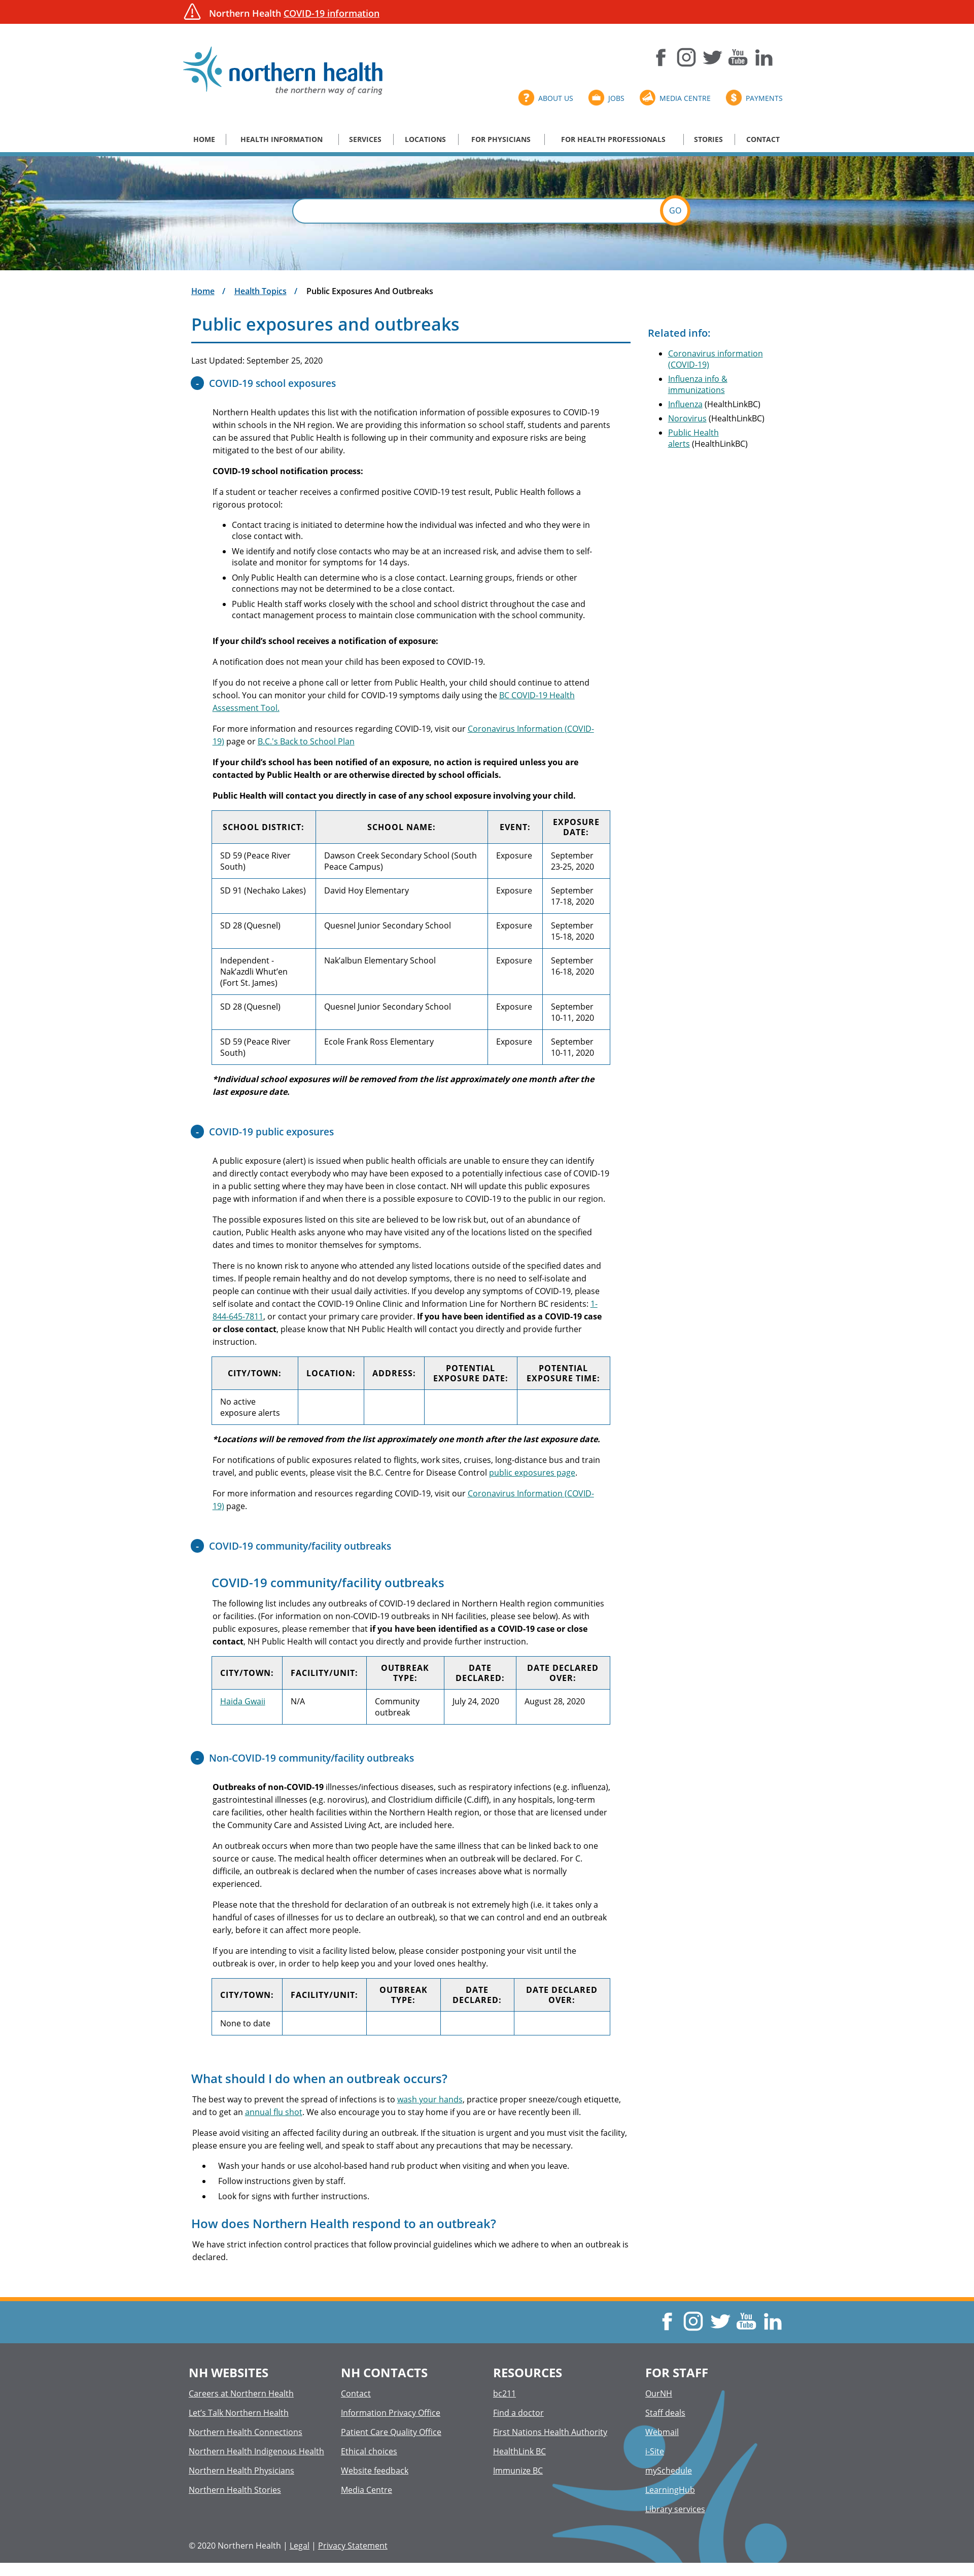 Northern Health COVID-19 information
northern health
the northern way of caring
ABOUT US
JOBS
MEDIA CENTRE
PAYMENTS
HOME
HEALTH INFORMATION
SERVICES
LOCATIONS
FOR PHYSICIANS
FOR HEALTH PROFESSIONALS
STORIES
CONTACT
GO
Home / Health Topics / Public Exposures And Outbreaks
Public exposures and outbreaks
Last Updated: September 25, 2020
- COVID-19 school exposures
Northern Health updates this list with the notification information of possible exposures to COVID-19
within schools in the NH region. We are providing this information so school staff, students and parents
can be assured that Public Health is following up in their community and exposure risks are being
mitigated to the best of our ability.
COVID-19 school notification process:
If a student or teacher receives a confirmed positive COVID-19 test result, Public Health follows a
rigorous protocol:
Contact tracing is initiated to determine how the individual was infected and who they were in
close contact with.
We identify and notify close contacts who may be at an increased risk, and advise them to self-
isolate and monitor for symptoms for 14 days.
Only Public Health can determine who is a close contact. Learning groups, friends or other
connections may not be determined to be a close contact.
Public Health staff works closely with the school and school district throughout the case and
contact management process to maintain close communication with the school community.
If your child's school receives a notification of exposure:
A notification does not mean your child has been exposed to COVID-19.
If you do not receive a phone call or letter from Public Health, your child should continue to attend
school. You can monitor your child for COVID-19 symptoms daily using the BC COVID-19 Health
Assessment Tool.
For more information and resources regarding COVID-19, visit our Coronavirus Information (COVID-
19) page or B.C.'s Back to School Plan
If your child's school has been notified of an exposure, no action is required unless you are
contacted by Public Health or are otherwise directed by school officials.
Public Health will contact you directly in case of any school exposure involving your child.
SCHOOL DISTRICT: SCHOOL NAME: EVENT: EXPOSURE
DATE:
SD 59 (Peace River Dawson Creek Secondary School (South Exposure September
South) Peace Campus) 23-25, 2020
SD 91 (Nechako Lakes) David Hoy Elementary Exposure September
17-18, 2020
SD 28 (Quesnel) Quesnel Junior Secondary School Exposure September
15-18, 2020
Independent - Nak'albun Elementary School Exposure September
Nak'azdli Whut'en 16-18, 2020
(Fort St. James)
SD 28 (Quesnel) Quesnel Junior Secondary School Exposure September
10-11, 2020
SD 59 (Peace River Ecole Frank Ross Elementary Exposure September
South) 10-11, 2020
*Individual school exposures will be removed from the list approximately one month after the
last exposure date.
- COVID-19 public exposures
A public exposure (alert) is issued when public health officials are unable to ensure they can identify
and directly contact everybody who may have been exposed to a potentially infectious case of COVID-19
in a public setting where they may have been in close contact. NH will update this public exposures
page with information if and when there is a possible exposure to COVID-19 to the public in our region.
The possible exposures listed on this site are believed to be low risk but, out of an abundance of
caution, Public Health asks anyone who may have visited any of the locations listed on the specified
dates and times to monitor themselves for symptoms.
There is no known risk to anyone who attended any listed locations outside of the specified dates and
times. If people remain healthy and do not develop symptoms, there is no need to self-isolate and
people can continue with their usual daily activities. If you develop any symptoms of COVID-19, please
self isolate and contact the COVID-19 Online Clinic and Information Line for Northern BC residents: 1-
844-645-7811, or contact your primary care provider. If you have been identified as a COVID-19 case
or close contact, please know that NH Public Health will contact you directly and provide further
instruction.
CITY/TOWN: LOCATION: ADDRESS: POTENTIAL POTENTIAL
EXPOSURE DATE: EXPOSURE TIME:
No active
exposure alerts
*Locations will be removed from the list approximately one month after the last exposure date.
For notifications of public exposures related to flights, work sites, cruises, long-distance bus and train
travel, and public events, please visit the B.C. Centre for Disease Control public exposures page.
For more information and resources regarding COVID-19, visit our Coronavirus Information (COVID-
19) page.
- COVID-19 community/facility outbreaks
COVID-19 community/facility outbreaks
The following list includes any outbreaks of COVID-19 declared in Northern Health region communities
or facilities. (For information on non-COVID-19 outbreaks in NH facilities, please see below). As with
public exposures, please remember that if you have been identified as a COVID-19 case or close
contact, NH Public Health will contact you directly and provide further instruction.
CITY/TOWN: FACILITY/UNIT: OUTBREAK DATE DATE DECLARED
TYPE: DECLARED: OVER:
Haida Gwaii N/A Community July 24, 2020 August 28, 2020
outbreak
- Non-COVID-19 community/facility outbreaks
Outbreaks of non-COVID-19 illnesses/infectious diseases, such as respiratory infections (e.g. influenza),
gastrointestinal illnesses (e.g. norovirus), and Clostridium difficile (C.diff), in any hospitals, long-term
care facilities, other health facilities within the Northern Health region, or those that are licensed under
the Community Care and Assisted Living Act, are included here.
An outbreak occurs when more than two people have the same illness that can be linked back to one
source or cause. The medical health officer determines when an outbreak will be declared. For C.
difficile, an outbreak is declared when the number of cases increases above what is normally
experienced.
Please note that the threshold for declaration of an outbreak is not extremely high (i.e. it takes only a
handful of cases of illnesses for us to declare an outbreak), so that we can control and end an outbreak
early, before it can affect more people.
If you are intending to visit a facility listed below, please consider postponing your visit until the
outbreak is over, in order to help keep you and your loved ones healthy.
CITY/TOWN: FACILITY/UNIT: OUTBREAK DATE DATE DECLARED
TYPE: DECLARED: OVER:
None to date
What should I do when an outbreak occurs?
The best way to prevent the spread of infections is to wash your hands, practice proper sneeze/cough etiquette,
and to get an annual flu shot. We also encourage you to stay home if you are or have recently been ill.
Please avoid visiting an affected facility during an outbreak. If the situation is urgent and you must visit the facility,
please ensure you are feeling well, and speak to staff about any precautions that may be necessary.
Wash your hands or use alcohol-based hand rub product when visiting and when you leave.
Follow instructions given by staff.
Look for signs with further instructions.
How does Northern Health respond to an outbreak?
We have strict infection control practices that follow provincial guidelines which we adhere to when an outbreak is
declared.
Related info:
Coronavirus information
(COVID-19)
Influenza info &
immunizations
Influenza (HealthLinkBC)
Norovirus (HealthLinkBC)
Public Health
alerts (HealthLinkBC)
NH WEBSITES
Careers at Northern Health
Let's Talk Northern Health
Northern Health Connections
Northern Health Indigenous Health
Northern Health Physicians
Northern Health Stories
NH CONTACTS
Contact
Information Privacy Office
Patient Care Quality Office
Ethical choices
Website feedback
Media Centre
RESOURCES
bc211
Find a doctor
First Nations Health Authority
HealthLink BC
Immunize BC
FOR STAFF
OurNH
Staff deals
Webmail
i-Site
mySchedule
LearningHub
Library services
© 2020 Northern Health | Legal | Privacy Statement